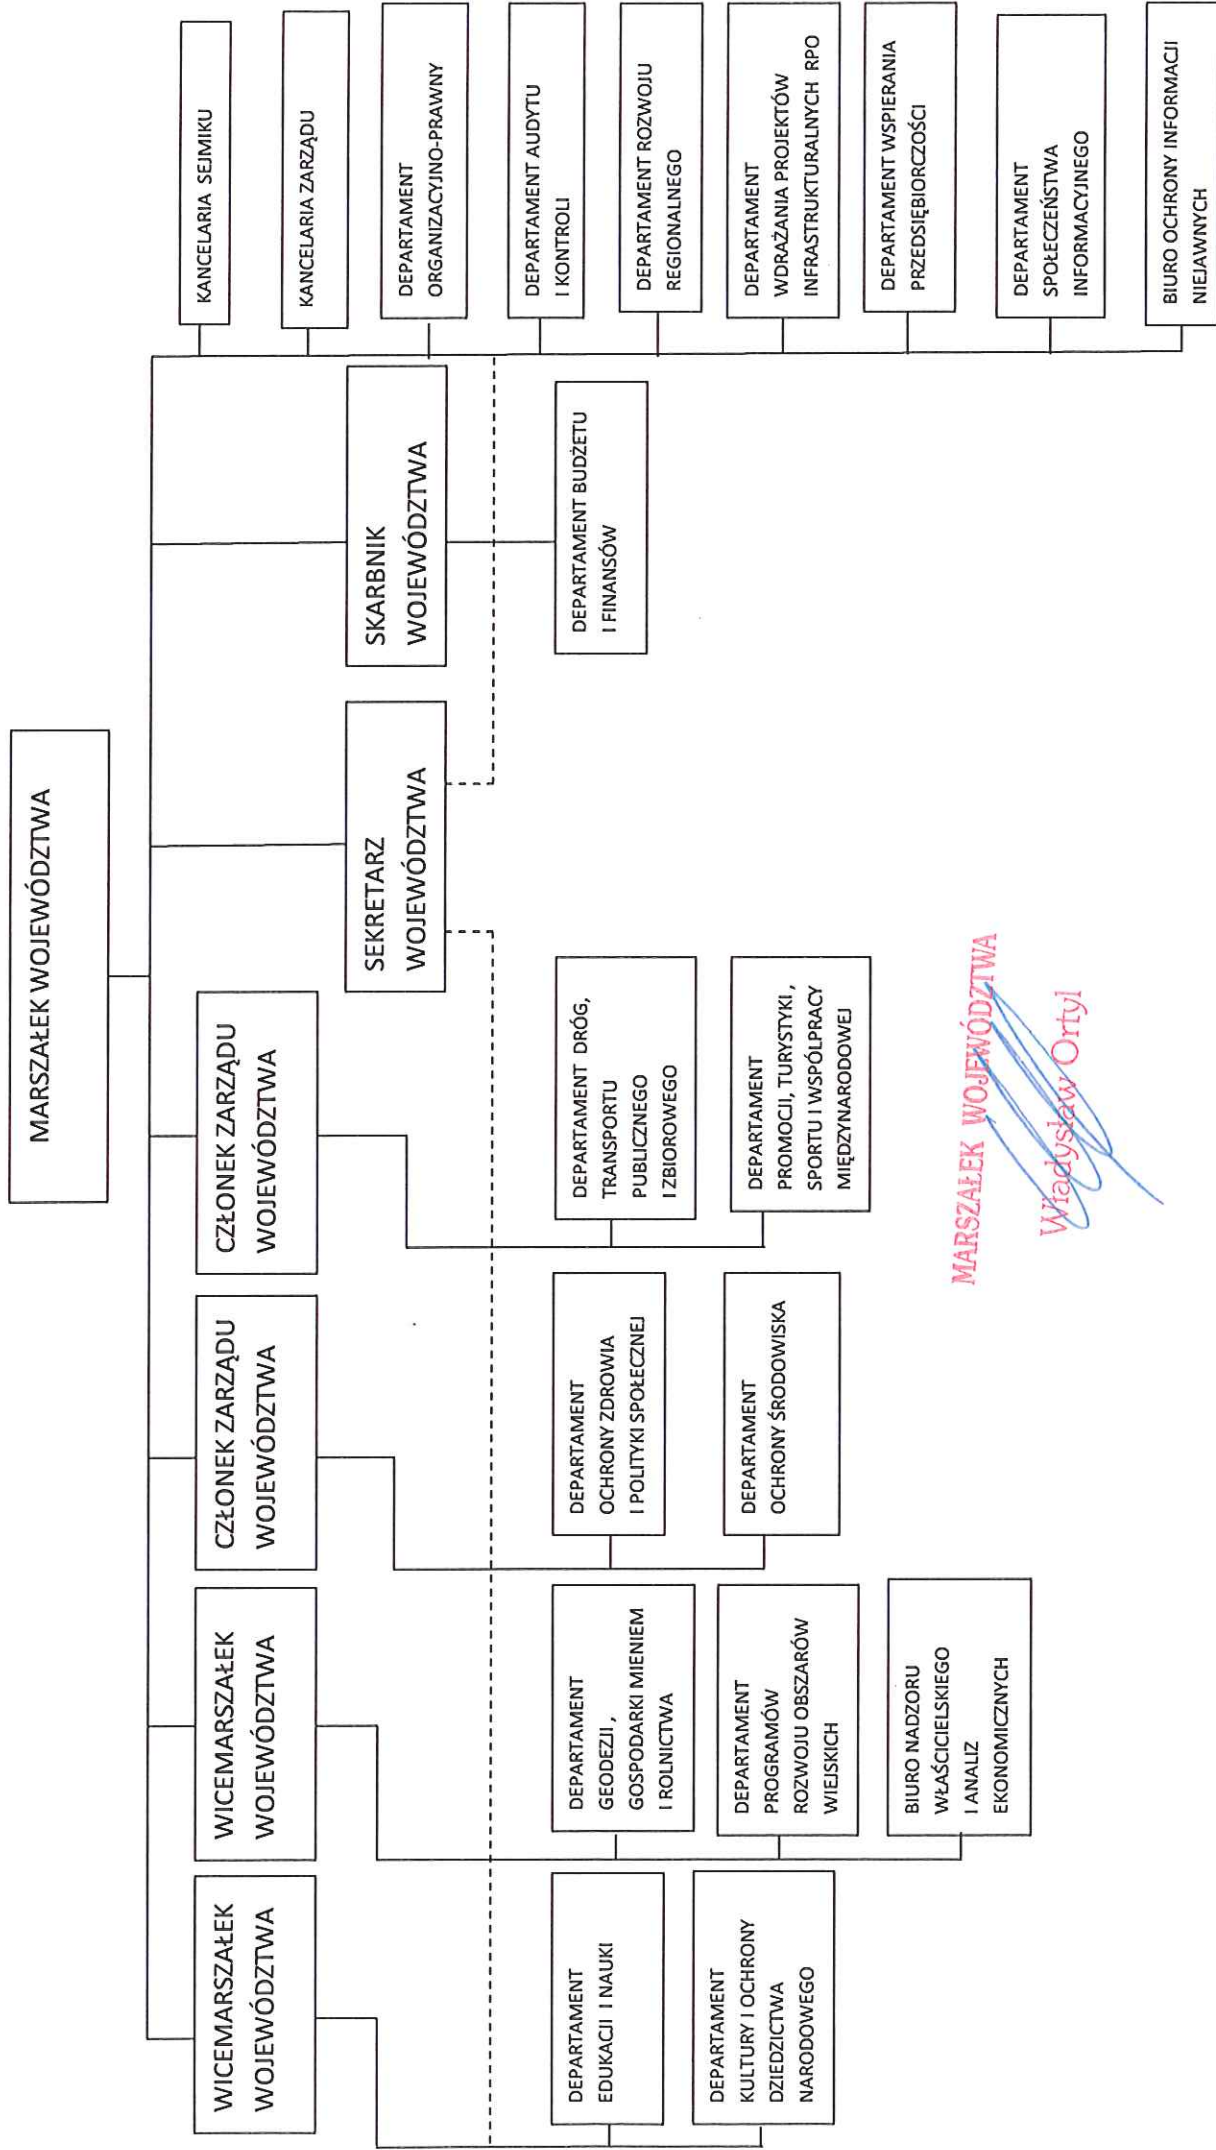 MARSZAŁEK WOJEWÓDZTWA
WICEMARSZAŁEK
WOJEWÓDZTWA
WICEMARSZAŁEK
WOJEWÓDZTWA
CZŁONEK ZARZĄDU
WOJEWÓDZTWA
CZŁONEK ZARZĄDU
WOJEWÓDZTWA
SEKRETARZ
WOJEWÓDZTWA
SKARBNIK
WOJEWÓDZTWA
DEPARTAMENT
EDUKACJI I NAUKI
DEPARTAMENT
KULTURY I OCHRONY
DZIEDZICTWA
NARODOWEGO
DEPARTAMENT
GEODEZJI ,
GOSPODARKI MIENIEM
I ROLNICTWA
DEPARTAMENT
PROGRAMÓW
ROZWOJU OBSZARÓW
WIEJSKICH
BIURO NADZORU
WŁAŚCICIELSKIEGO
I ANALIZ
EKONOMICZNYCH
DEPARTAMENT
OCHRONY ZDROWIA
I POLITYKI SPOŁECZNEJ
DEPARTAMENT
OCHRONY ŚRODOWISKA
DEPARTAMENT DRÓG,
TRANSPORTU
PUBLICZNEGO
I ZBIOROWEGO
DEPARTAMENT
PROMOCJI, TURYSTYKI ,
SPORTU I WSPÓŁPRACY
MIĘDZYNARODOWEJ
DEPARTAMENT BUDŻETU
I FINANSÓW
KANCELARIA SEJMIKU
KANCELARIA ZARZĄDU
DEPARTAMENT
ORGANIZACYJNO-PRAWNY
DEPARTAMENT AUDYTU
I KONTROLI
DEPARTAMENT ROZWOJU
REGIONALNEGO
DEPARTAMENT
WDRAŻANIA PROJEKTÓW
INFRASTRUKTURALNYCH RPO
DEPARTAMENT WSPIERANIA
PRZEDSIĘBIORCZOŚCI
DEPARTAMENT
SPOŁECZEŃSTWA
INFORMACYJNEGO
BIURO OCHRONY INFORMACJI
NIEJAWNYCH
MARSZAŁEK WOJEWÓDZTWA
Władysław Ortyl